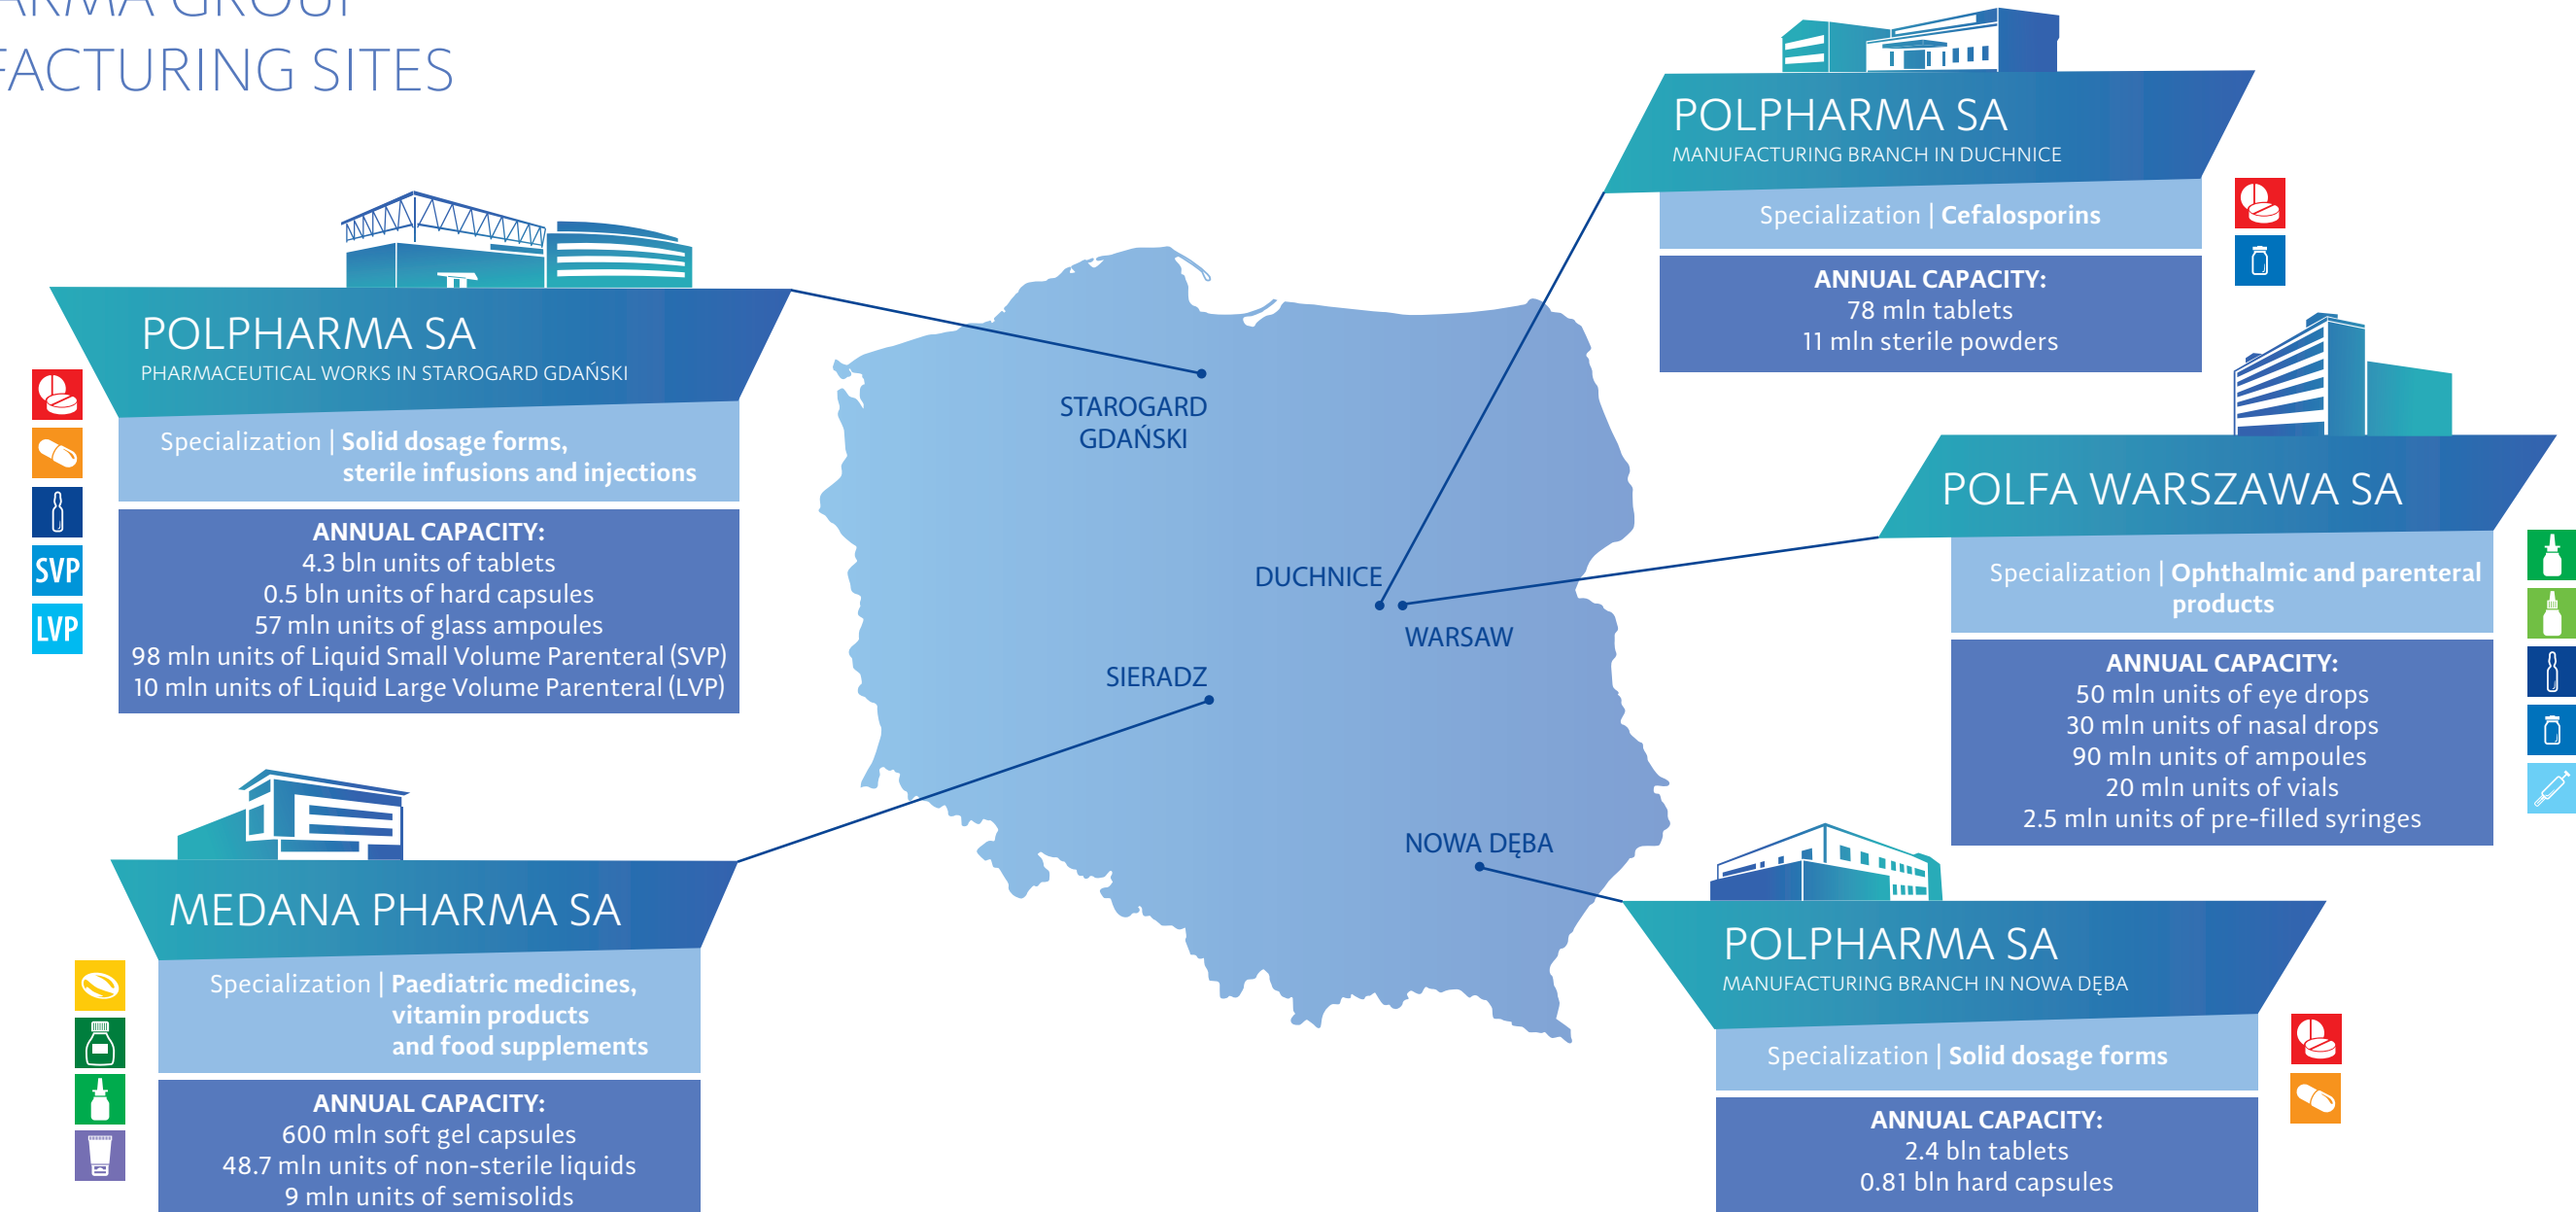 ARMA GROUP
FACTURING SITES
POLPHARMA SA
PHARMACEUTICAL WORKS IN STAROGARD GDAŃSKI
Specialization | Solid dosage forms,
sterile infusions and injections
ANNUAL CAPACITY:
4.3 bln units of tablets
0.5 bln units of hard capsules
57 mln units of glass ampoules
98 mln units of Liquid Small Volume Parenteral (SVP)
10 mln units of Liquid Large Volume Parenteral (LVP)
SVP
LVP
MEDANA PHARMA SA
Specialization | Paediatric medicines,
vitamin products
and food supplements
ANNUAL CAPACITY:
600 mln soft gel capsules
48.7 mln units of non-sterile liquids
9 mln units of semisolids
STAROGARD
GDAŃSKI
DUCHNICE
WARSAW
SIERADZ
NOWA DĘBA
POLPHARMA SA
MANUFACTURING BRANCH IN DUCHNICE
Specialization | Cefalosporins
ANNUAL CAPACITY:
78 mln tablets
11 mln sterile powders
POLFA WARSZAWA SA
Specialization | Ophthalmic and parenteral
products
ANNUAL CAPACITY:
50 mln units of eye drops
30 mln units of nasal drops
90 mln units of ampoules
20 mln units of vials
2.5 mln units of pre-filled syringes
POLPHARMA SA
MANUFACTURING BRANCH IN NOWA DĘBA
Specialization | Solid dosage forms
ANNUAL CAPACITY:
2.4 bln tablets
0.81 bln hard capsules